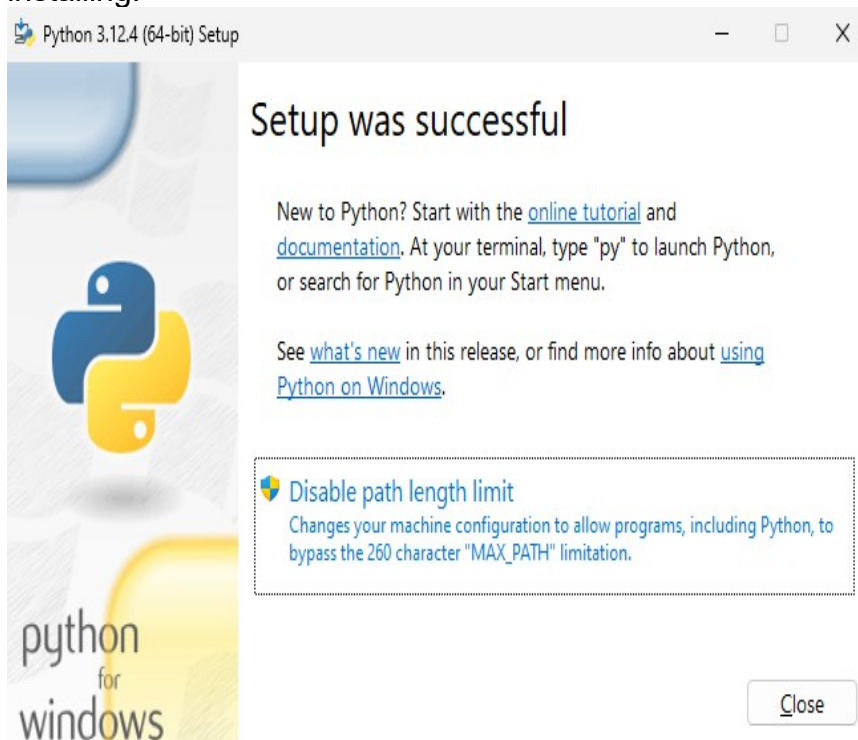 installing.
Python 3.12.4 (64-bit) Setup
Setup was successful
New to Python? Start with the online tutorial and
documentation. At your terminal, type "py" to launch Python,
or search for Python in your Start menu.
See what's new in this release, or find more info about using
Python on Windows.
Disable path length limit
Changes your machine configuration to allow programs, including Python, to
bypass the 260 character "MAX_PATH" limitation.
python
for
windows
Close